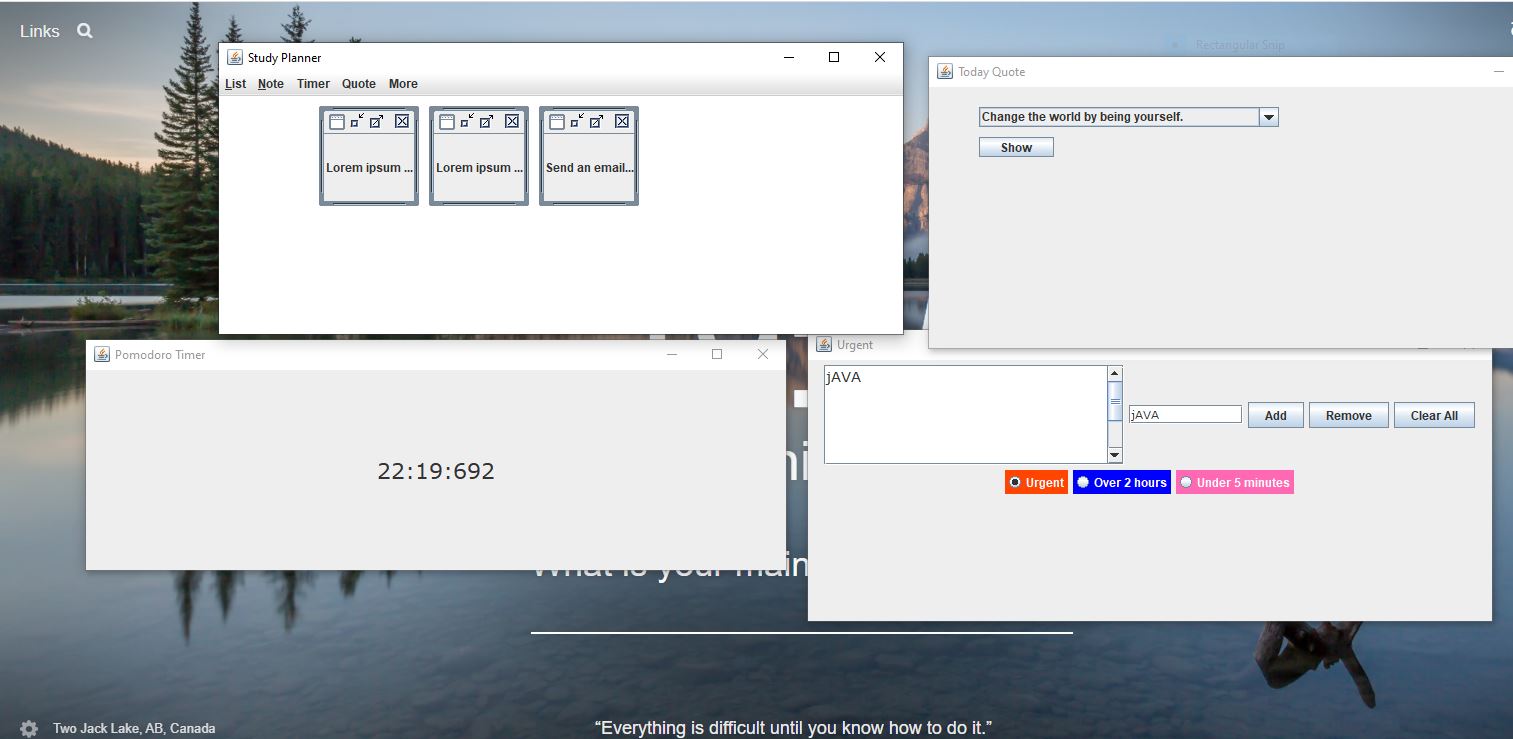 Links
Rectangular Snip
Study Planner
List Note Timer Quote More
Lorem ipsum ... Lorem ipsum ... Send an email...
Today Quote
Change the world by being yourself.
Show
Pomodoro Timer
22:19:692
Urgent
jAVA
jAVA Add Remove Clear All
Urgent Over 2 hours Under 5 minutes
What is your main
Two Jack Lake, AB, Canada
“Everything is difficult until you know how to do it.”